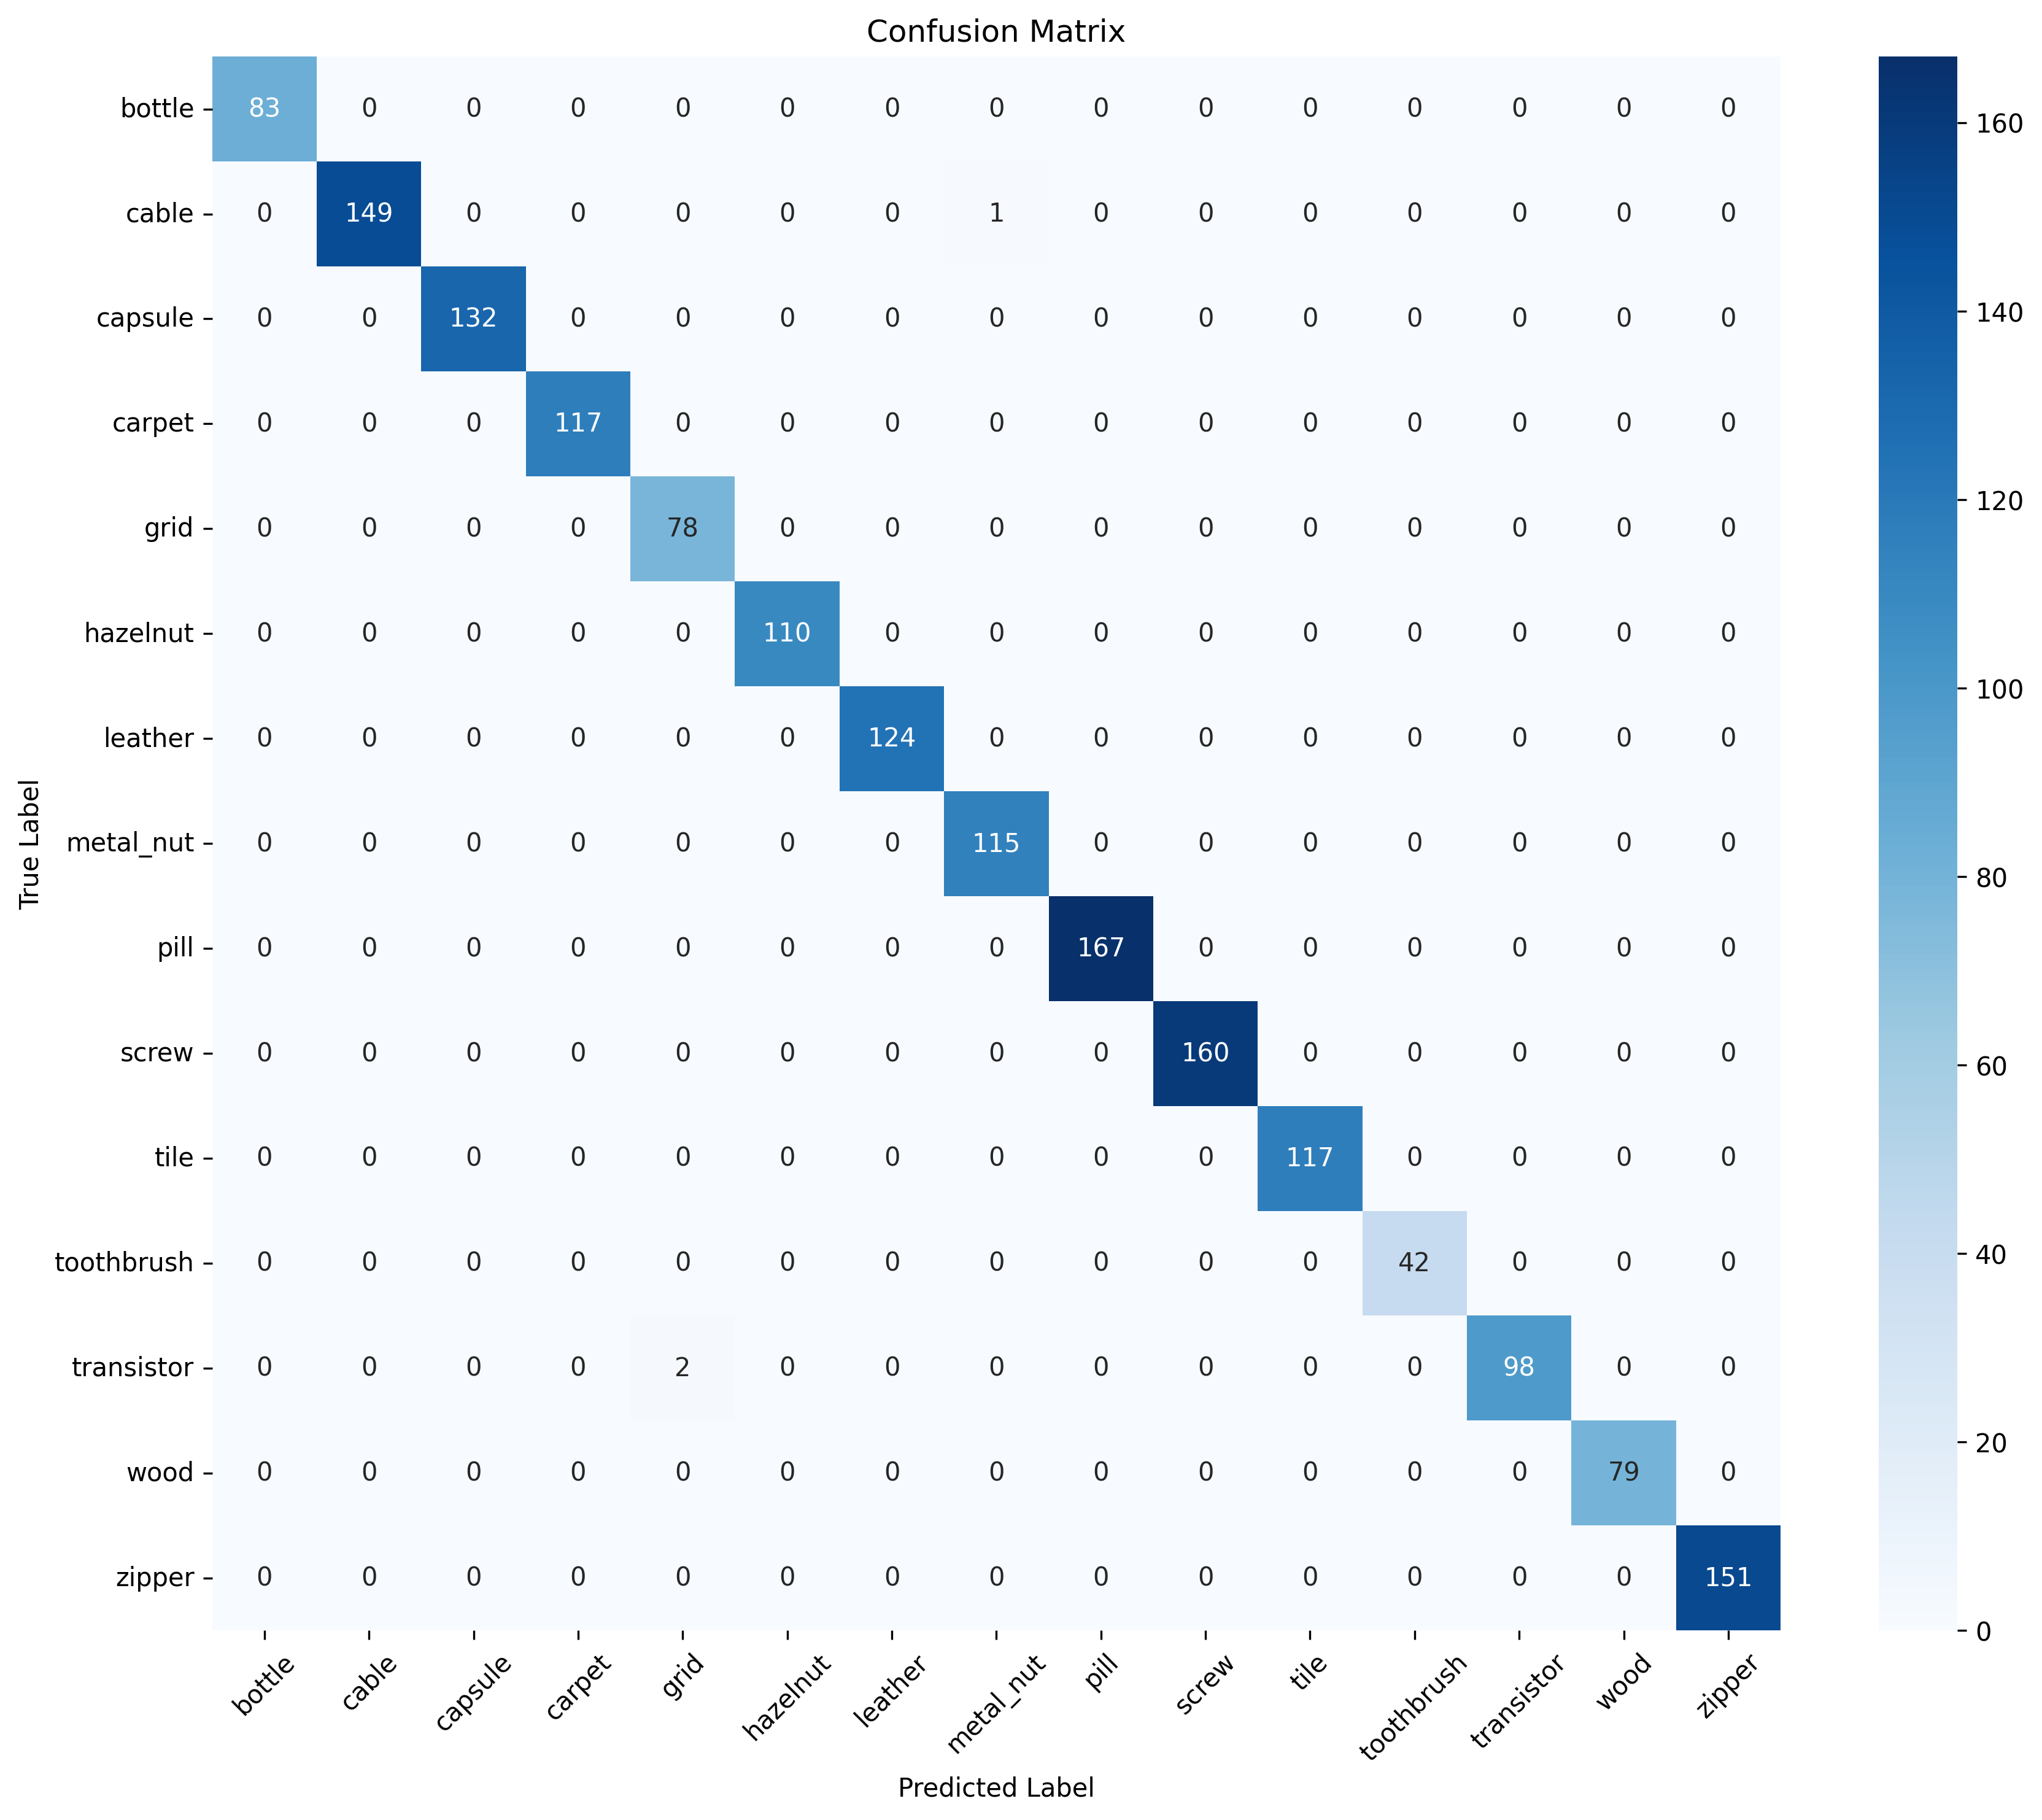 Confusion Matrix
bottle 83 0 0 0 0 0 0 0 0 0 0 0 0 0 0
cable 0 149 0 0 0 0 0 1 0 0 0 0 0 0 0
capsule 0 0 132 0 0 0 0 0 0 0 0 0 0 0 0
carpet 0 0 0 117 0 0 0 0 0 0 0 0 0 0 0
grid 0 0 0 0 78 0 0 0 0 0 0 0 0 0 0
hazelnut 0 0 0 0 0 110 0 0 0 0 0 0 0 0 0
leather 0 0 0 0 0 0 124 0 0 0 0 0 0 0 0
metal_nut 0 0 0 0 0 0 0 115 0 0 0 0 0 0 0
pill 0 0 0 0 0 0 0 0 167 0 0 0 0 0 0
screw 0 0 0 0 0 0 0 0 0 160 0 0 0 0 0
tile 0 0 0 0 0 0 0 0 0 0 117 0 0 0 0
toothbrush 0 0 0 0 0 0 0 0 0 0 0 42 0 0 0
transistor 0 0 0 0 2 0 0 0 0 0 0 0 98 0 0
wood 0 0 0 0 0 0 0 0 0 0 0 0 0 79 0
zipper 0 0 0 0 0 0 0 0 0 0 0 0 0 0 151
bottle cable capsule carpet grid hazelnut leather metal_nut pill screw tile toothbrush transistor wood zipper
Predicted Label
True Label
160
140
120
100
80
60
40
20
0